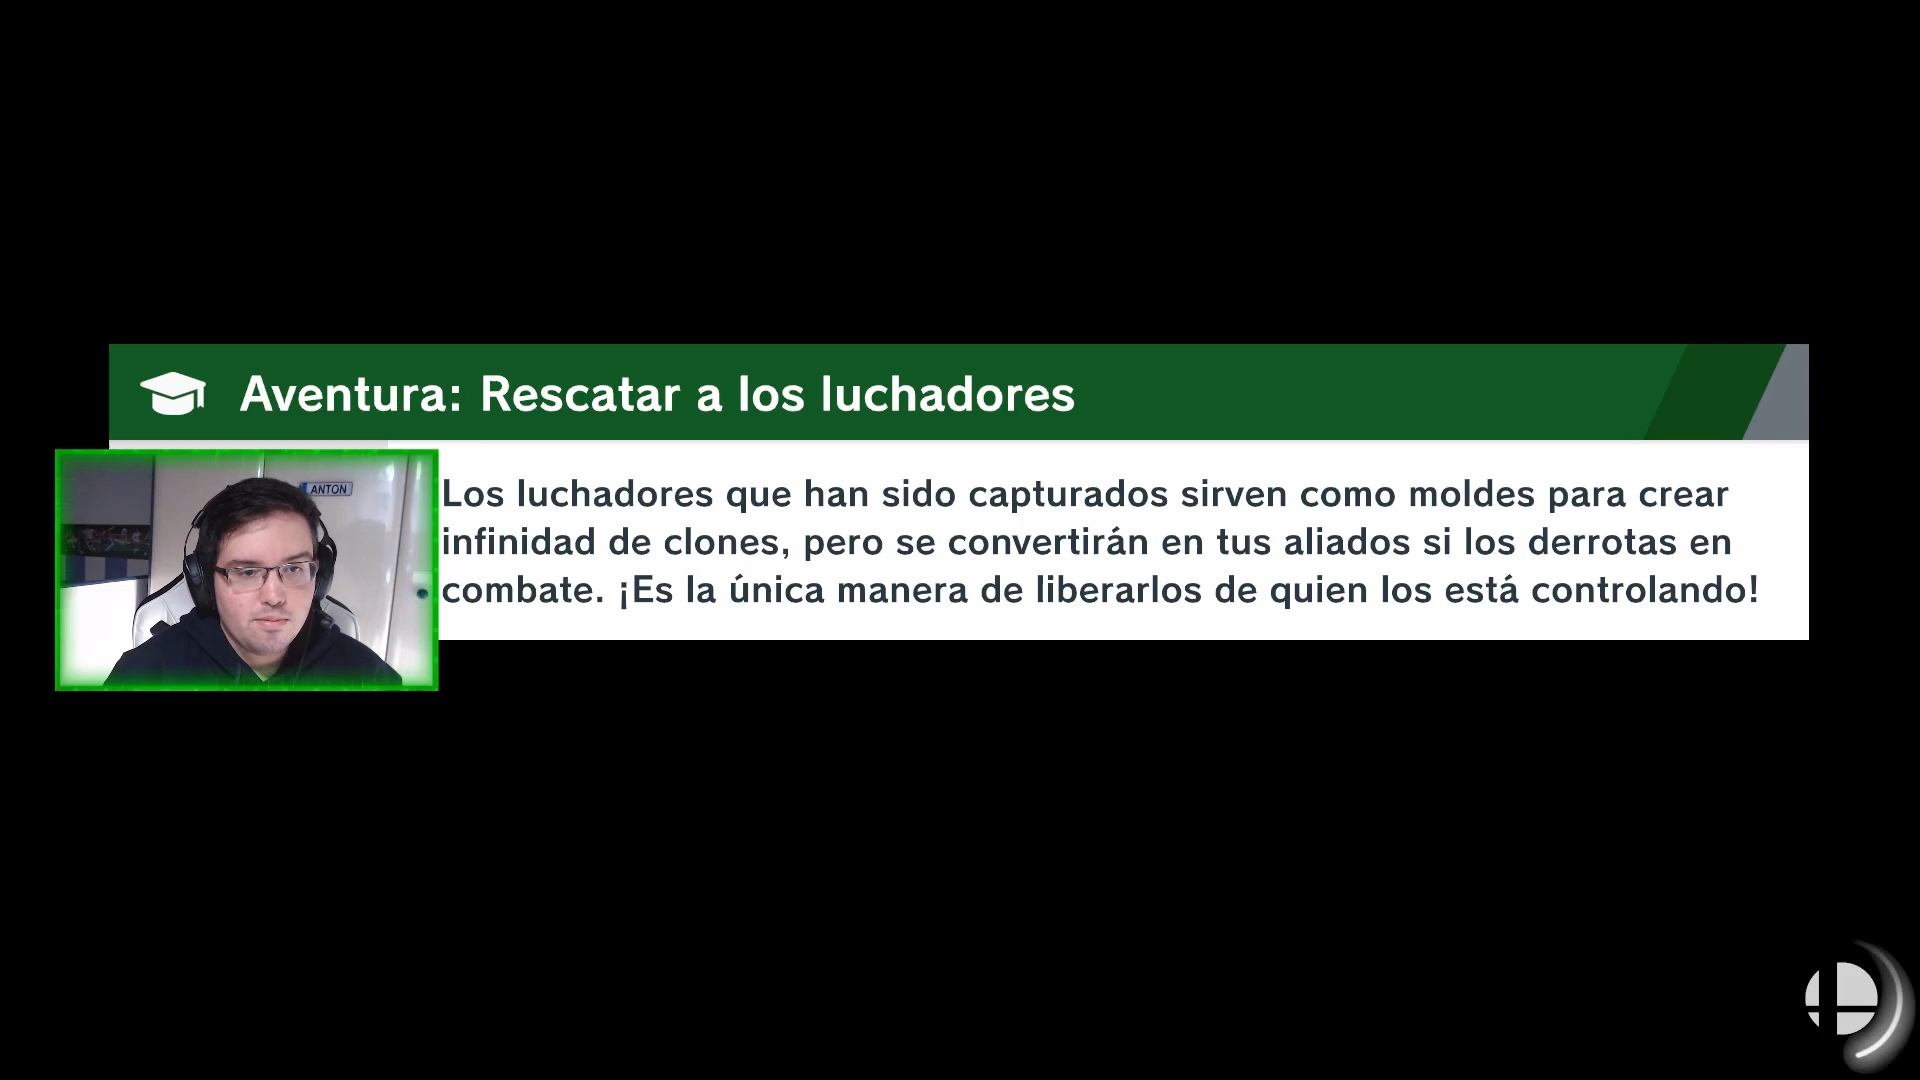 Aventura: Rescatar a los luchadores
ANTON
Los luchadores que han sido capturados sirven como moldes para crear
infinidad de clones, pero se convertirán en tus aliados si los derrotas en
combate. ¡Es la única manera de liberarlos de quien los está controlando!